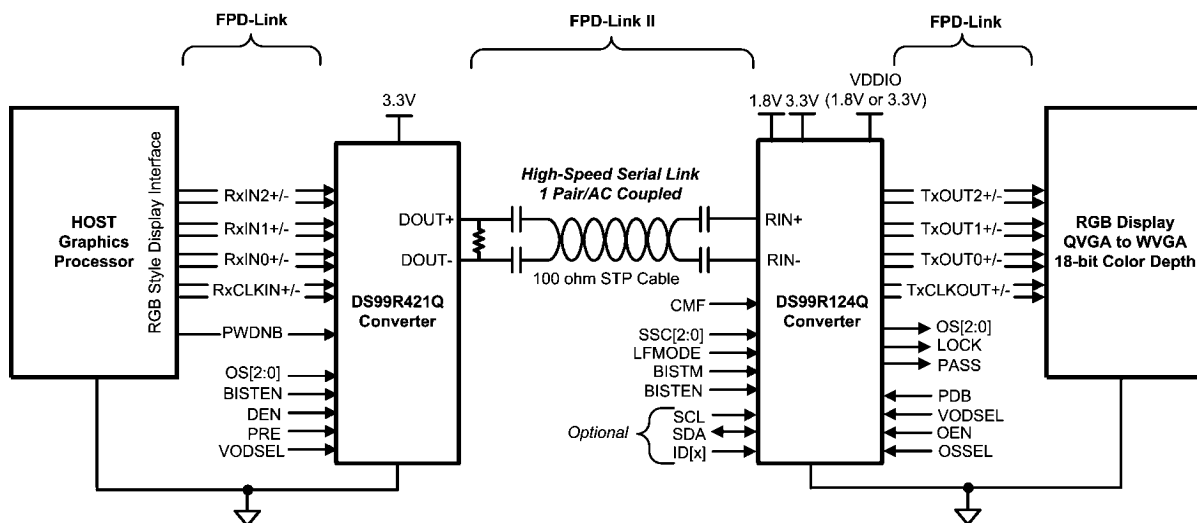 FPD-Link
FPD-Link II
FPD-Link
HOST
Graphics
Processor
RGB Style Display Interface
RxIN2+/-
RxIN1+/-
RxIN0+/-
RxCLKIN+/-
PWDNB
OS[2:0]
BISTEN
DEN
PRE
VODSEL
3.3V
DOUT+
DOUT-
DS99R421Q
Converter
High-Speed Serial Link
1 Pair/AC Coupled
100 ohm STP Cable
CMF
SSC[2:0]
LFMODE
BISTM
BISTEN
Optional
SCL
SDA
ID[x]
1.8V
3.3V
VDDIO
(1.8V or 3.3V)
RIN+
RIN-
DS99R124Q
Converter
TxOUT2+/-
TxOUT1+/-
TxOUT0+/-
TxCLKOUT+/-
OS[2:0]
LOCK
PASS
PDB
VODSEL
OEN
OSSEL
RGB Display
QVGA to WVGA
18-bit Color Depth